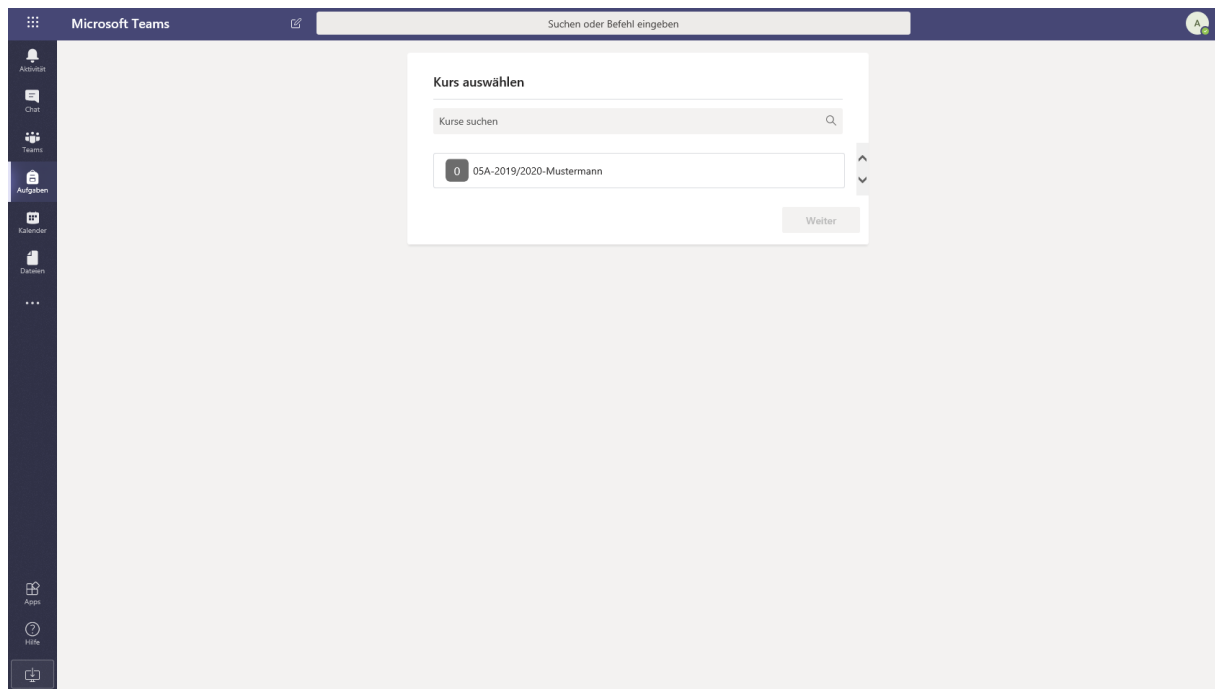 Microsoft Teams
Suchen oder Befehl eingeben
A
Aktivität
Chat
Teams
Aufgaben
Kalender
Dateien
Apps
Hilfe
Kurs auswählen
Kurse suchen
0 05A-2019/2020-Mustermann
Weiter